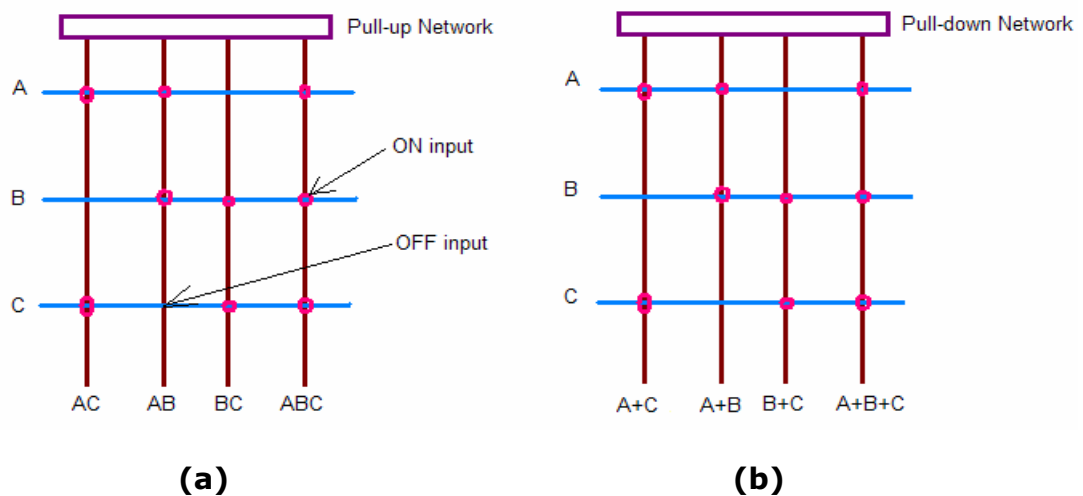 Pull-up Network
A
ON input
B
OFF input
C
AC AB BC ABC
(a)
Pull-down Network
A
B
C
A+C A+B B+C A+B+C
(b)